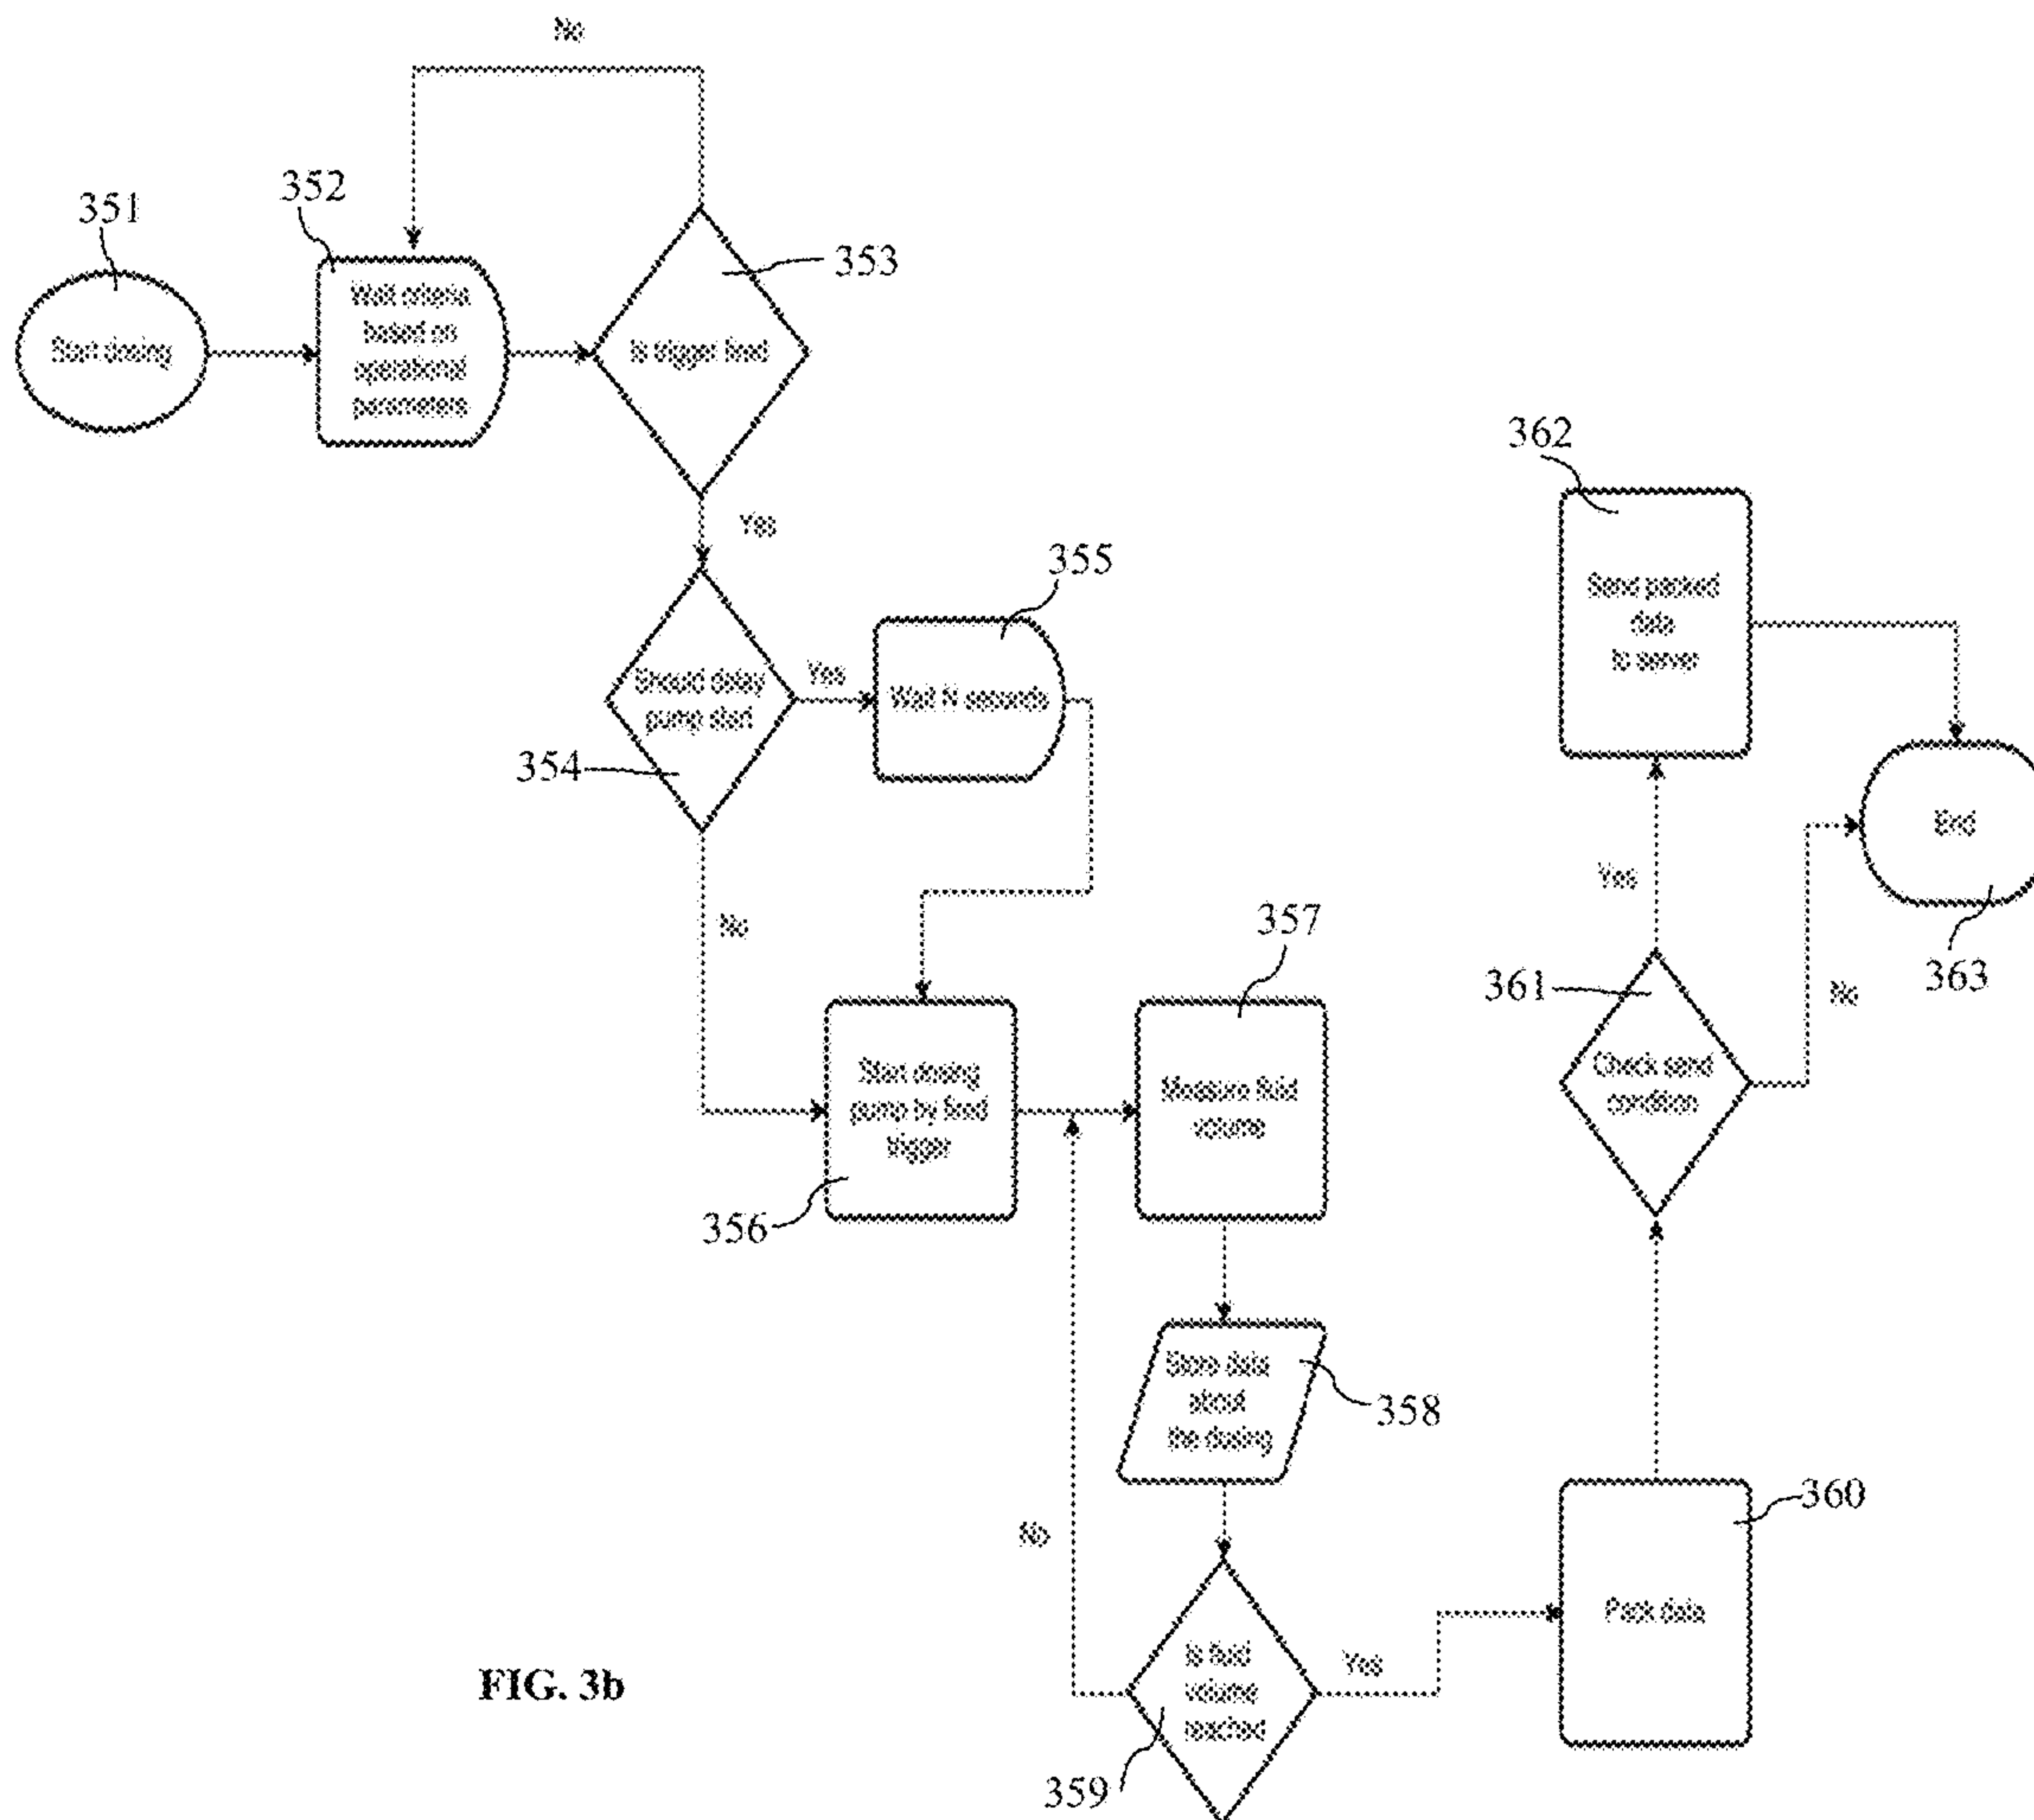 No
351
352
353
Start dosing
Wait criteria
based on
operational
parameters
Is trigger fired
Yes
354
Should delay
pump start
Yes
355
Wait N seconds
No
356
Start dosing
pump by fired
trigger
357
Measure fluid
volume
358
Store data
about
the dosing
No
359
Is fluid
volume
reached
Yes
360
Pack data
361
Check send
condition
Yes
No
362
Send packed
data
to server
End
363
FIG. 3b